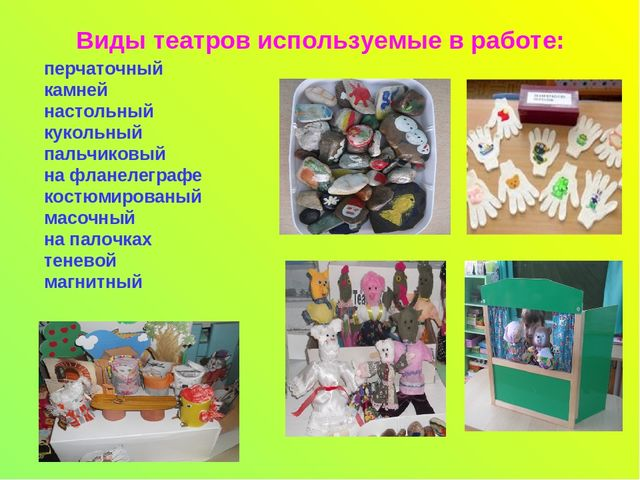 Виды театров используемые в работе:
перчаточный
камней
настольный
кукольный
пальчиковый
на фланелеграфе
костюмированый
масочный
на палочках
теневой
магнитный